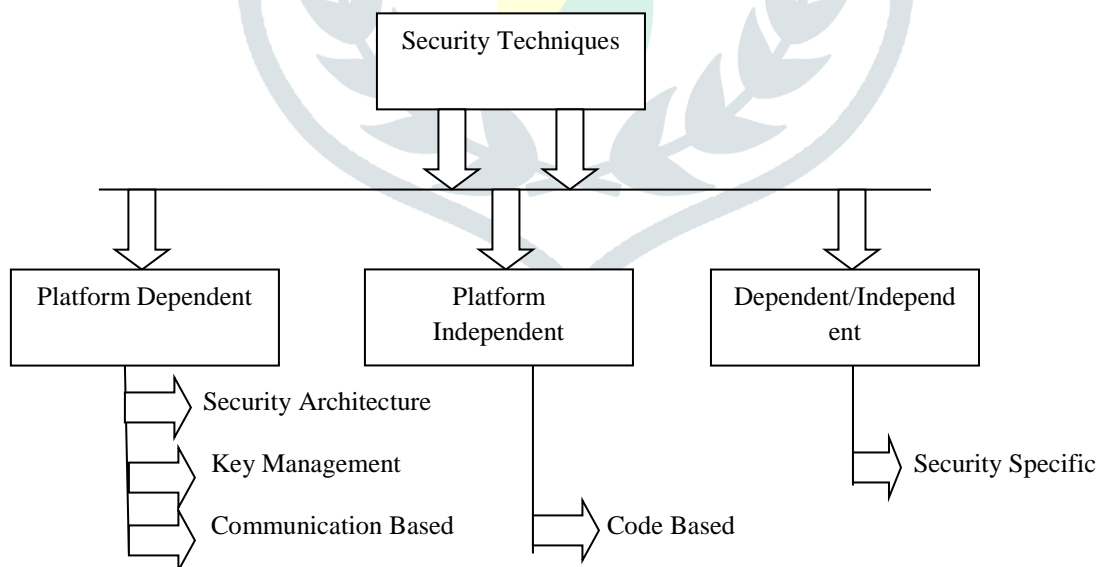 Security Techniques
Platform Dependent
Platform
Independent
Dependent/Independ
ent
Security Architecture
Key Management
Communication Based
Code Based
Security Specific